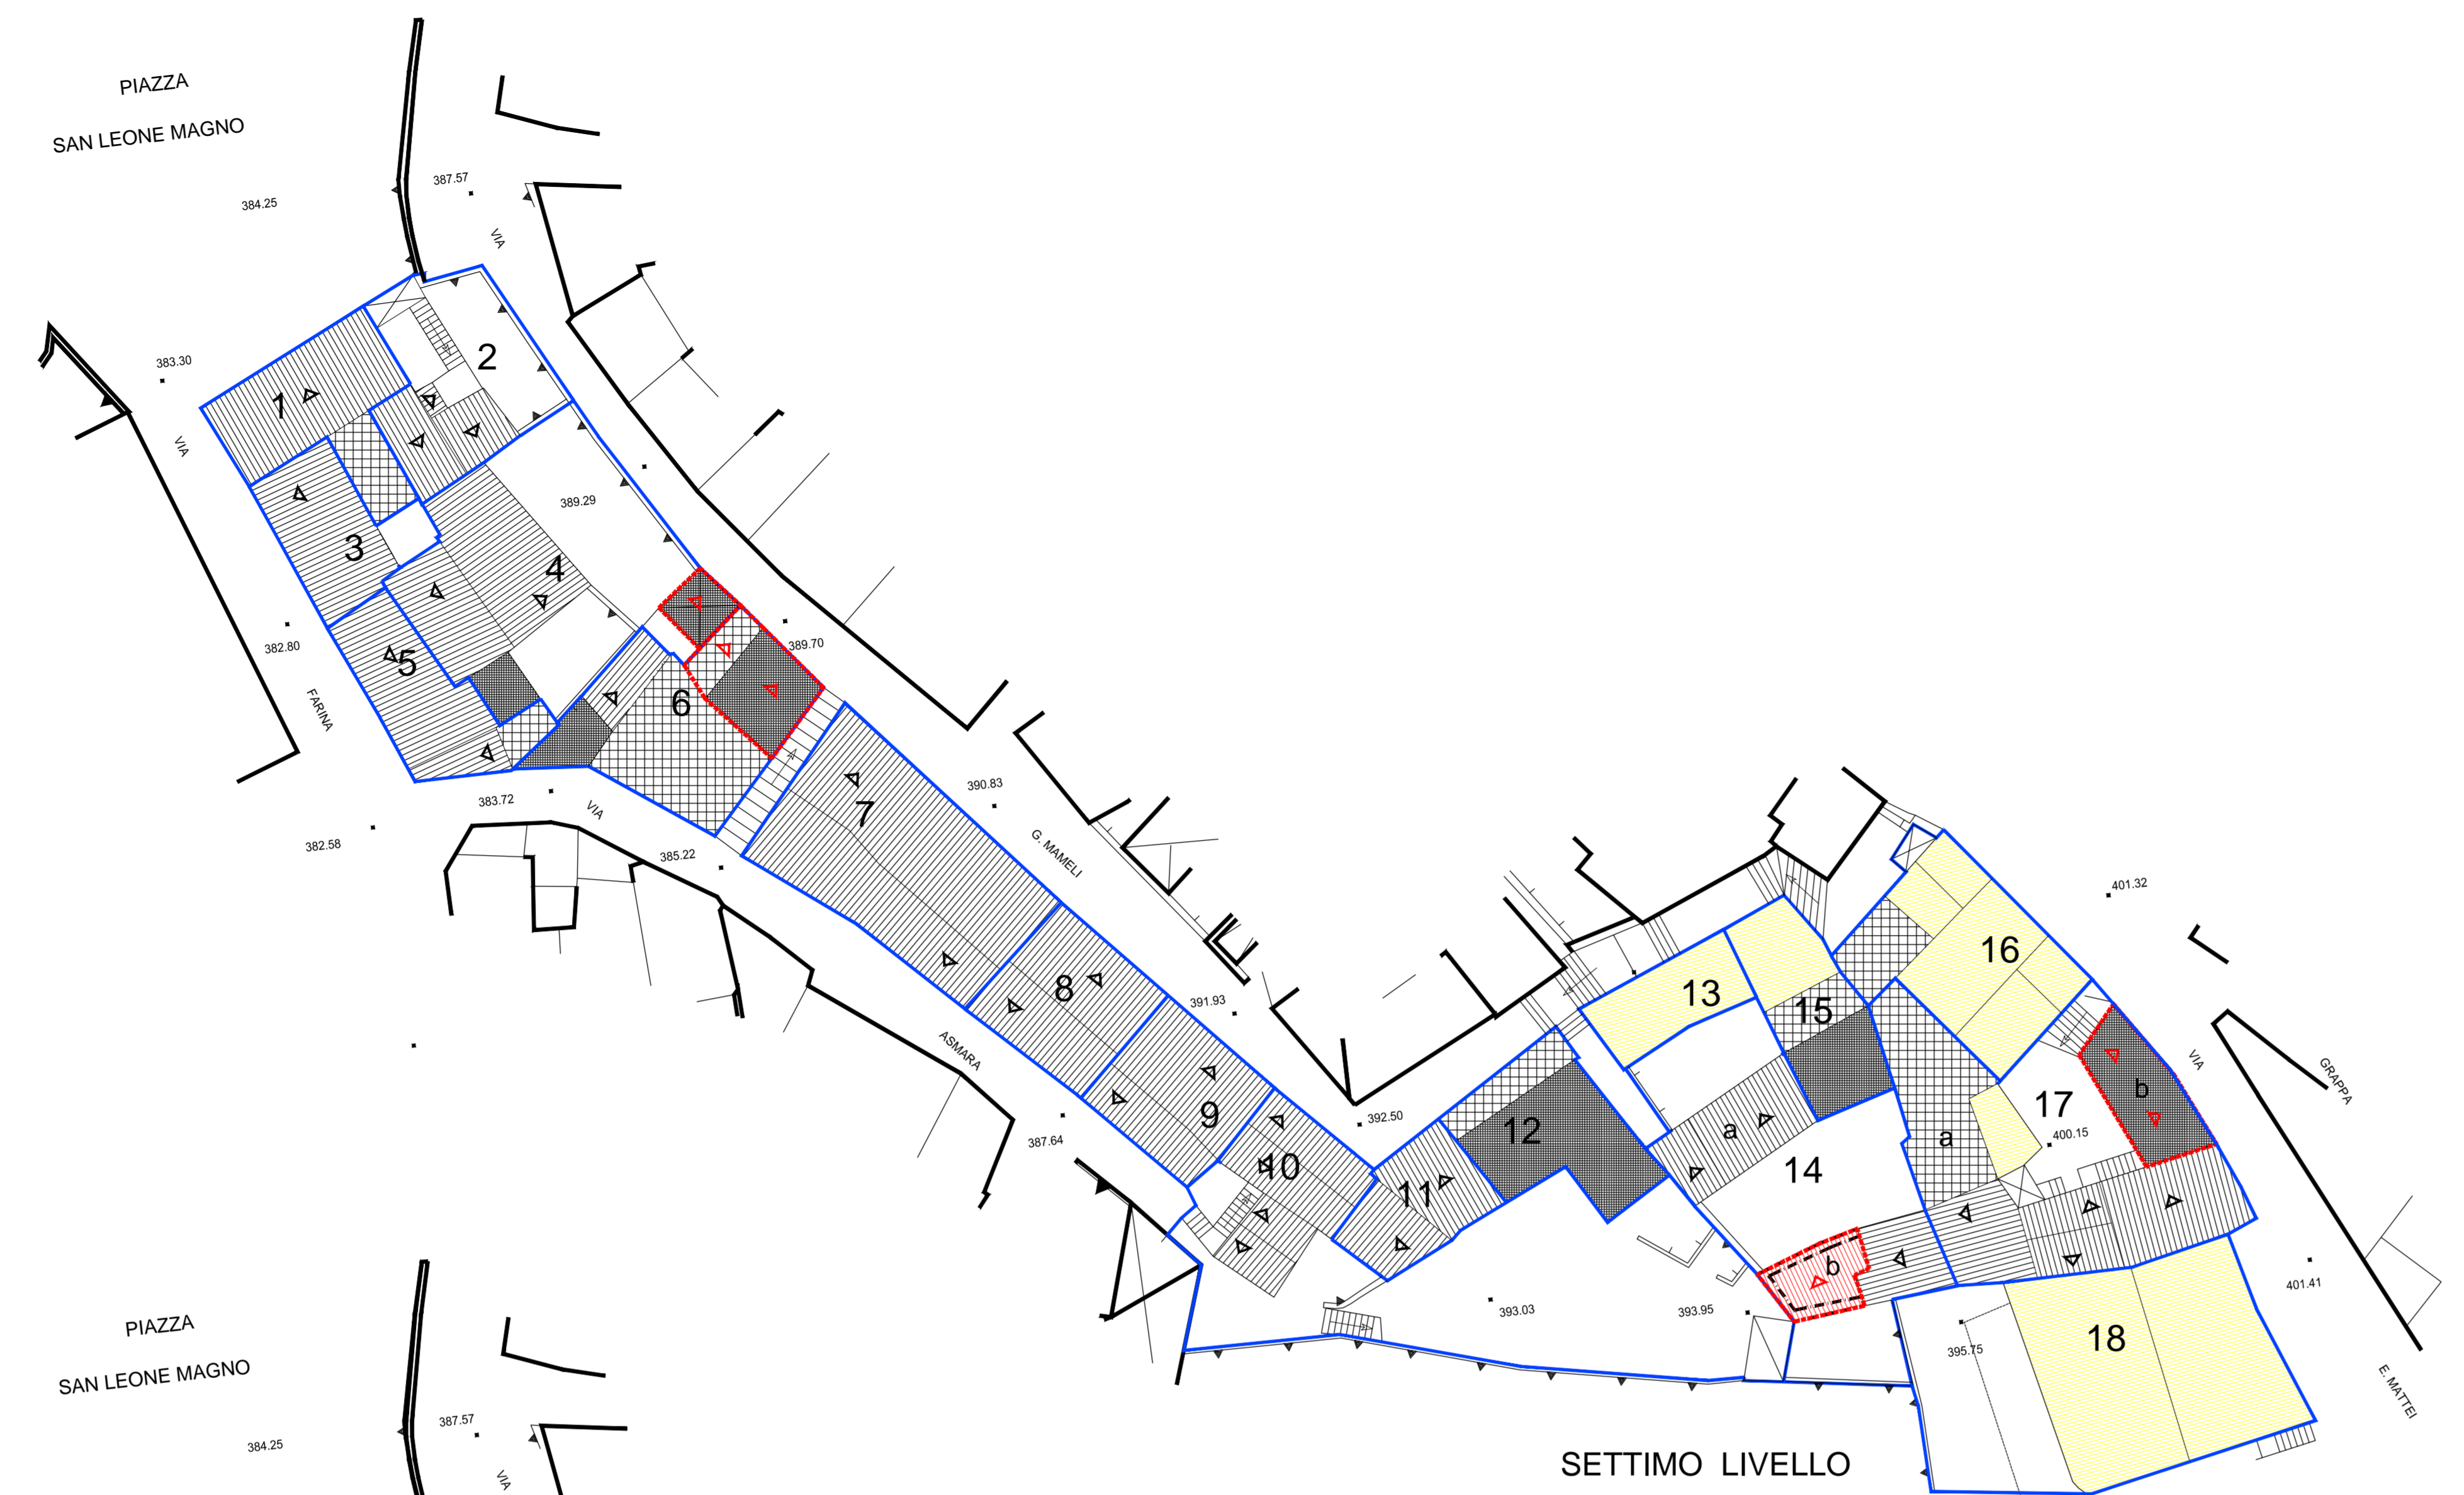 PIAZZA
SAN LEONE MAGNO
384.25
387.57
VIA
383.30
VIA
2
1
389.29
3
4
382.80
5
389.70
6
FARINA
383.72
VIA
382.58
385.22
7
390.83
G. MAMELI
401.32
16
8
391.93
13
15
ASMARA
9
387.64
392.50
10
11
12
a
14
a
17
400.15
b
VIA
GRAPPA
b
393.03
393.95
395.75
18
401.41
E. MATTEI
PIAZZA
SAN LEONE MAGNO
384.25
387.57
VIA
SETTIMO LIVELLO